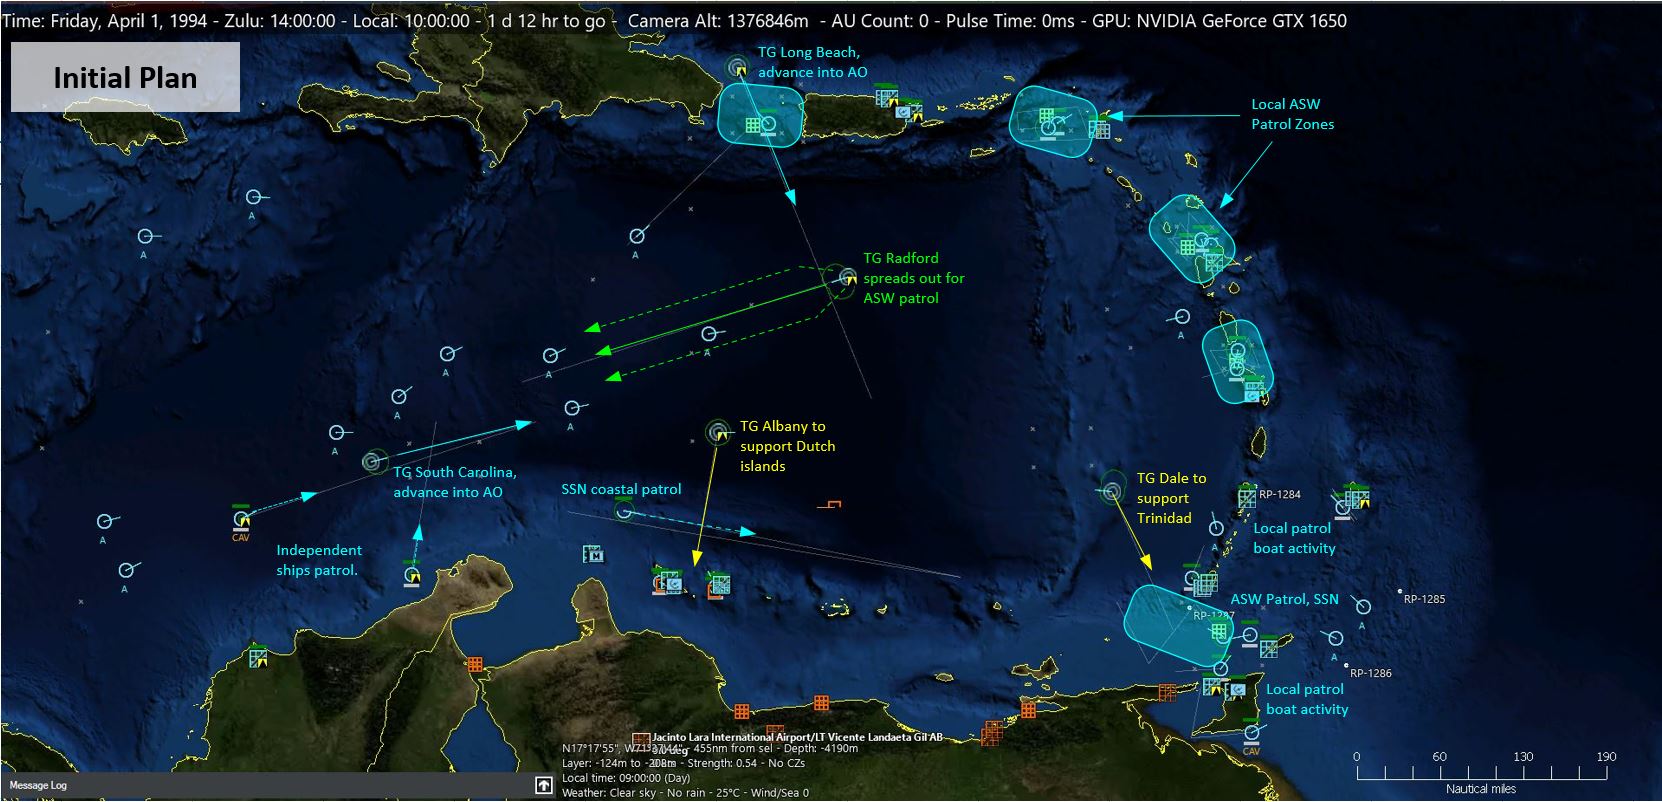 Time: Friday, April 1, 1994 - Zulu: 14:00:00 - Local: 10:00:00 - 1 d 12 hr to go - Camera Alt: 1376846m - AU Count: 0 - Pulse Time: 0ms - GPU: NVIDIA GeForce GTX 1650
Initial Plan
TG Long Beach,
advance into AO
Local ASW
Patrol Zones
A
A
A
TG Radford
spreads out for
ASW patrol
A
A
A
A
A
A
A
TG Albany to
support Dutch
islands
TG South Carolina,
advance into AO
SSN coastal patrol
TG Dale to
support
Trinidad
RP-1284
Local patrol
boat activity
A
CAV
A
Independent
ships patrol.
A
M
ASW Patrol, SSN
RP-1285
RP-1287
A
A
RP-1286
Local patrol
boat activity
CAV
Jacinto Lara International Airport/LT Vicente Landaeta Gil AB
- 455nm from sel - Depth: -4190m
Layer: -124m to -208m - Strength: 0.54 - No CZs
Local time: 09:00:00 (Day)
Weather: Clear sky - No rain - 25°C - Wind/Sea 0
Message Log
0 60 130 190
Nautical miles